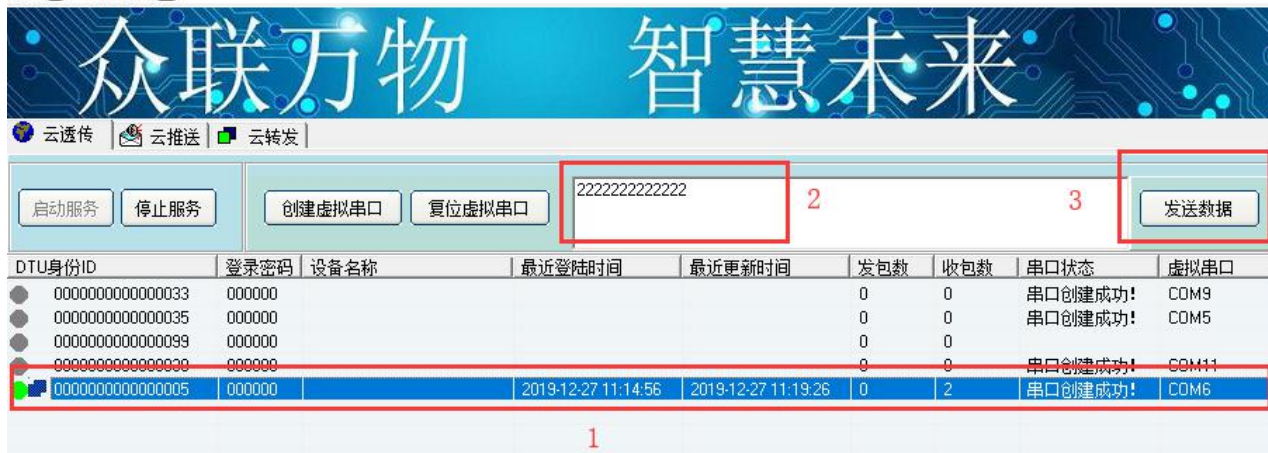 众联万物 智慧未来
云透传 云推送 云转发
启动服务 停止服务 创建虚拟串口 复位虚拟串口 2222222222222 2 3 发送数据
DTU身份ID 登录密码 设备名称 最近登陆时间 最近更新时间 发包数 收包数 串口状态 虚拟串口
0000000000000033 000000 0 0 串口创建成功! COM9
0000000000000035 000000 0 0 串口创建成功! COM5
0000000000000099 000000 0 0
000000 0 0 串口创建成功! COM11
0000000000000005 000000 2019-12-27 11:14:56 2019-12-27 11:19:26 0 2 串口创建成功! COM6
1